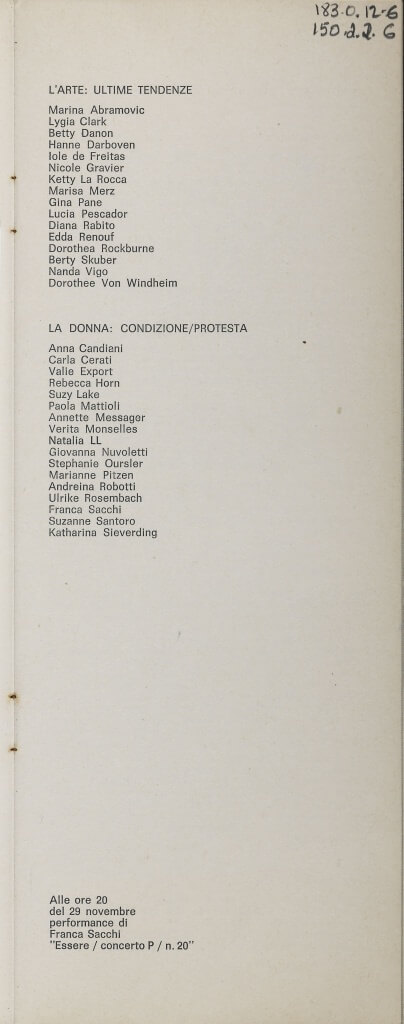 183.0.12-6
150.2.2.6
L'ARTE: ULTIME TENDENZE
Marina Abramovic
Lygia Clark
Betty Danon
Hanne Darboven
Iole de Freitas
Nicole Gravier
Ketty La Rocca
Marisa Merz
Gina Pane
Lucia Pescador
Diana Rabito
Edda Renouf
Dorothea Rockburne
Berty Skuber
Nanda Vigo
Dorothee Von Windheim
LA DONNA: CONDIZIONE/PROTESTA
Anna Candiani
Carla Cerati
Valie Export
Rebecca Horn
Suzy Lake
Paola Mattioli
Annette Messager
Verita Monselles
Natalia LL
Giovanna Nuvoletti
Stephanie Oursler
Marianne Pitzen
Andreina Robotti
Ulrike Rosembach
Franca Sacchi
Suzanne Santoro
Katharina Sieverding
Alle ore 20
del 29 novembre
performance di
Franca Sacchi
"Essere / concerto P / n. 20"